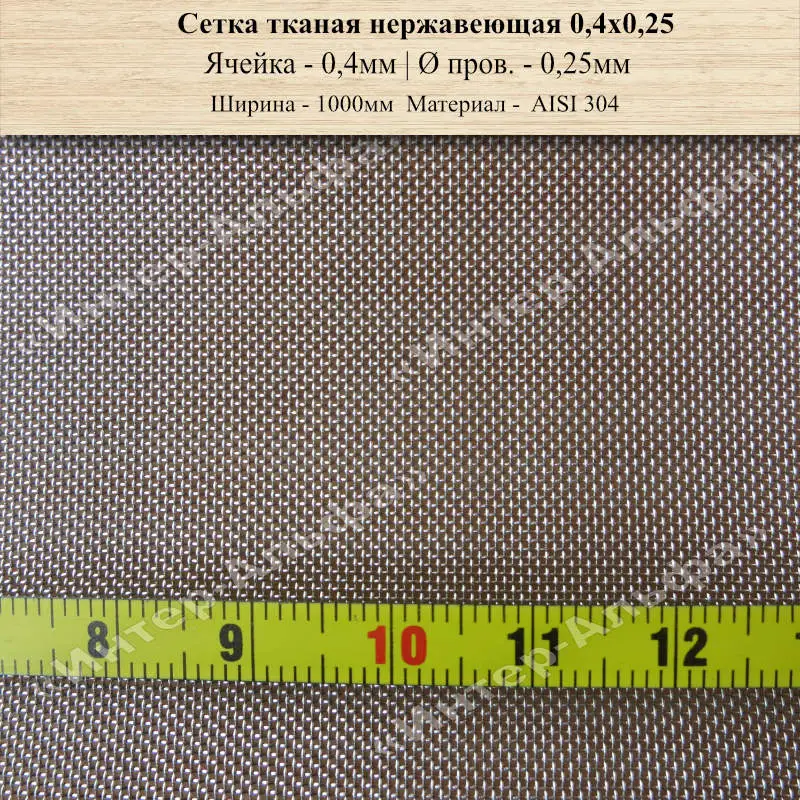 Сетка тканая нержавеющая 0,4х0,25
Ячейка - 0,4мм | Ø пров. - 0,25мм
Ширина - 1000мм Материал - AISI 304
«Интер-Альфа»
«Интер-Альфа»
«Интер-Альфа»
«Интер-Альфа»
8 9 10 11 12